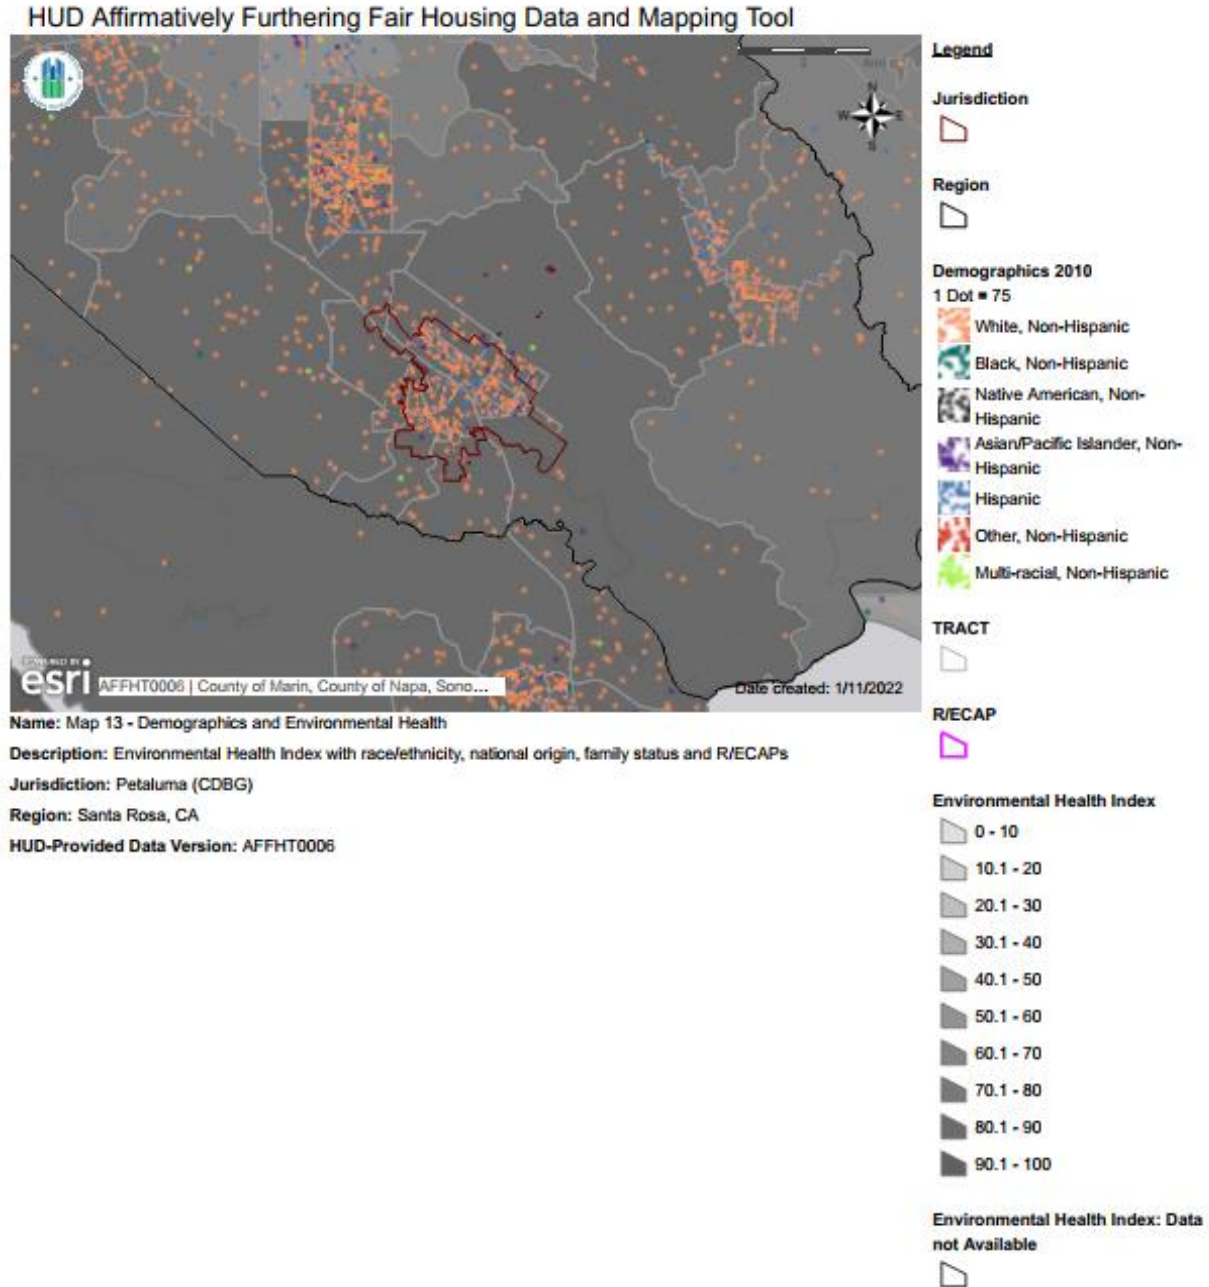 HUD Affirmatively Furthering Fair Housing Data and Mapping Tool
N
W
E
S
POWERED BY
esri
AFFHT0006 | County of Marin, County of Napa, Sono...
Date created: 1/11/2022
Name: Map 13 - Demographics and Environmental Health
Description: Environmental Health Index with race/ethnicity, national origin, family status and R/ECAPs
Jurisdiction: Petaluma (CDBG)
Region: Santa Rosa, CA
HUD-Provided Data Version: AFFHT0006
Legend
Jurisdiction
Region
Demographics 2010
1 Dot = 75
White, Non-Hispanic
Black, Non-Hispanic
Native American, Non-
Hispanic
Asian/Pacific Islander, Non-
Hispanic
Hispanic
Other, Non-Hispanic
Multi-racial, Non-Hispanic
TRACT
R/ECAP
Environmental Health Index
0 - 10
10.1 - 20
20.1 - 30
30.1 - 40
40.1 - 50
50.1 - 60
60.1 - 70
70.1 - 80
80.1 - 90
90.1 - 100
Environmental Health Index: Data
not Available